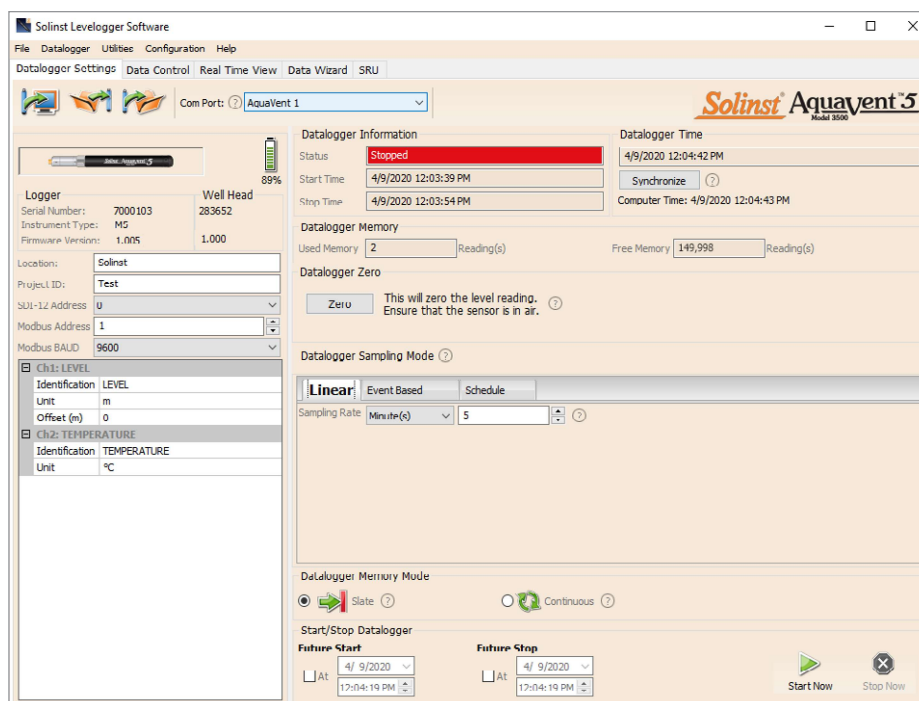 Solinst Levelogger Software
File Datalogger Utilities Configuration Help
Datalogger Settings Data Control Real Time View Data Wizard SRU
Com Port: ? AquaVent 1
Solinst Aquavent™ 5
Model 3500
Solinst Aquavent 5
89%
Logger Well Head
Serial Number: 7000103 283652
Instrument Type: M5
Firmware Version: 1.005 1.000
Location: Solinst
Project ID: Test
SDI-12 Address 0
Modbus Address 1
Modbus BAUD 9600
Ch1: LEVEL
Identification LEVEL
Unit m
Offset (m) 0
Ch2: TEMPERATURE
Identification TEMPERATURE
Unit °C
Datalogger Information
Status Stopped
Start Time 4/9/2020 12:03:39 PM
Stop Time 4/9/2020 12:03:54 PM
Datalogger Time
4/9/2020 12:04:42 PM
Synchronize ?
Computer Time: 4/9/2020 12:04:43 PM
Datalogger Memory
Used Memory 2 Reading(s) Free Memory 149,998 Reading(s)
Datalogger Zero
Zero This will zero the level reading.
Ensure that the sensor is in air. ?
Datalogger Sampling Mode ?
Linear Event Based Schedule
Sampling Rate Minute(s) 5 ?
Datalogger Memory Mode
Slate ? Continuous ?
Start/Stop Datalogger
Future Start Future Stop
At 4/ 9/2020 At 4/ 9/2020
12:04:19 PM 12:04:19 PM
Start Now Stop Now